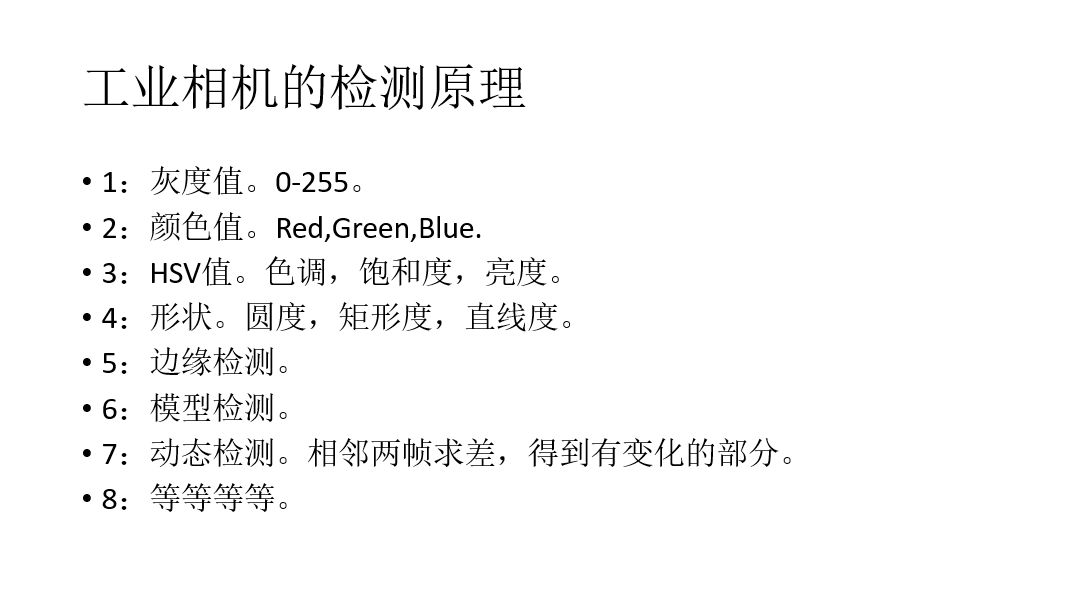 工业相机的检测原理
• 1：灰度值。0-255。
• 2：颜色值。Red,Green,Blue.
• 3：HSV值。色调，饱和度，亮度。
• 4：形状。圆度，矩形度，直线度。
• 5：边缘检测。
• 6：模型检测。
• 7：动态检测。相邻两帧求差，得到有变化的部分。
• 8：等等等等。